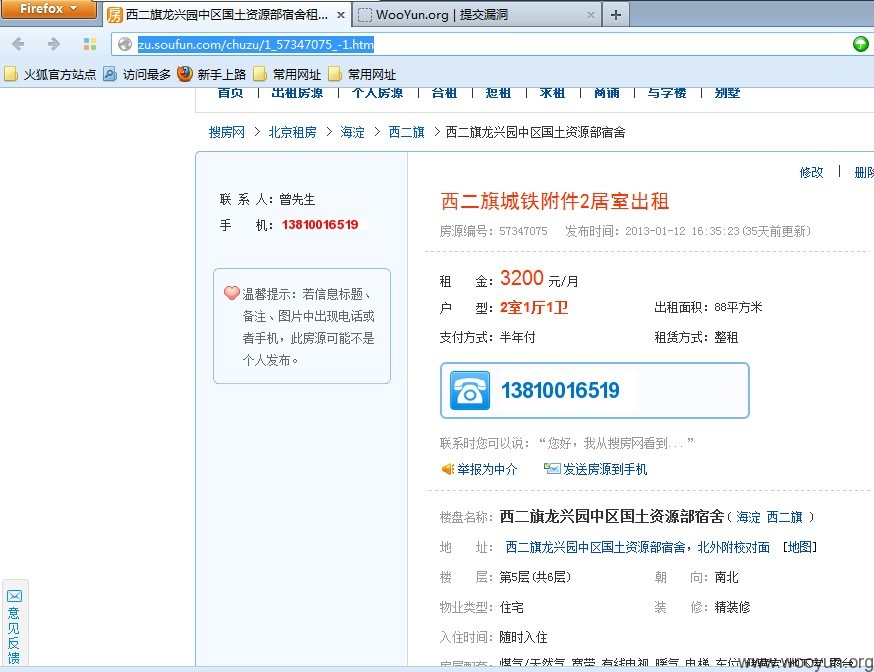 Firefox
房 西二旗龙兴园中区国土资源部宿舍租... × WooYun.org | 提交漏洞 × +
zu.soufun.com/chuzu/1_57347075_-1.htm
火狐官方站点 访问最多 新手上路 常用网址 常用网址
首页 | 出租房源 | 个人房源 | 合租 | 短租 | 求租 | 商铺 | 写字楼 | 别墅
搜房网 > 北京租房 > 海淀 > 西二旗 > 西二旗龙兴园中区国土资源部宿舍
修改 | 删除
联 系 人：曾先生
手 机：13810016519
温馨提示：若信息标题、
备注、图片中出现电话或
者手机，此房源可能不是
个人发布。
西二旗城铁附件2居室出租
房源编号：57347075 发布时间：2013-01-12 16:35:23(35天前更新)
租 金：3200 元/月
户 型：2室1厅1卫 出租面积：88平方米
支付方式：半年付 租赁方式：整租
13810016519
联系时您可以说：“您好，我从搜房网看到...”
举报为中介 发送房源到手机
楼盘名称：西二旗龙兴园中区国土资源部宿舍( 海淀 西二旗 )
地 址：西二旗龙兴园中区国土资源部宿舍，北外附校对面 [地图]
楼 层：第5层(共6层) 朝 向：南北
物业类型：住宅 装 修：精装修
入住时间：随时入住
房屋配套：煤气/天然气,宽带,有线电视,暖气,电梯,车位
www.wooyun.org
意见反馈